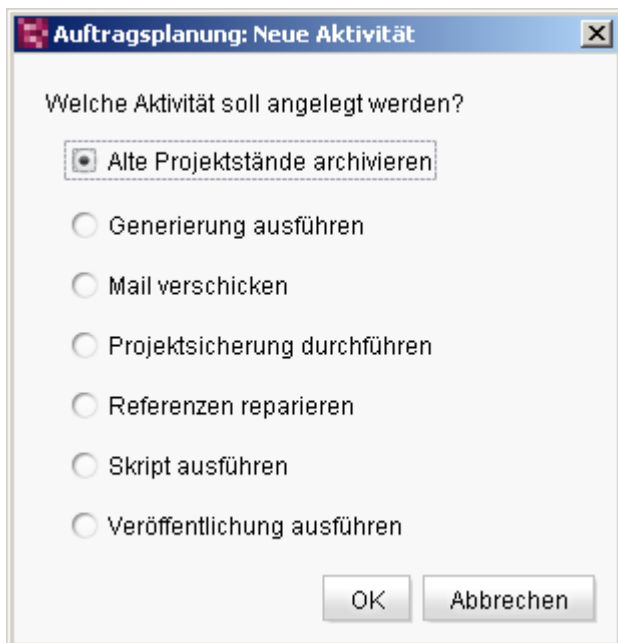 Auftragsplanung: Neue Aktivität
Welche Aktivität soll angelegt werden?
Alte Projektstände archivieren
Generierung ausführen
Mail verschicken
Projektsicherung durchführen
Referenzen reparieren
Skript ausführen
Veröffentlichung ausführen
OK Abbrechen